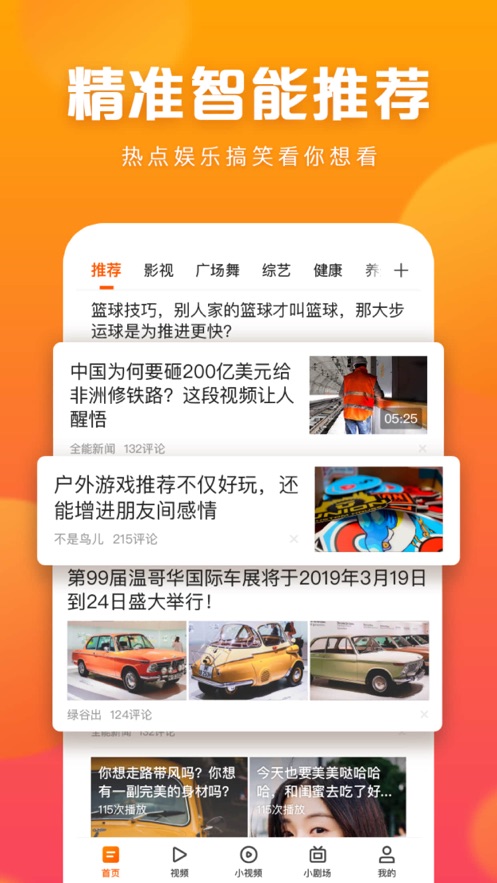 精准智能推荐
热点娱乐搞笑看你想看
推荐 影视 广场舞 综艺 健康 养
篮球技巧，别人家的篮球才叫篮球，那大步
运球是为推进更快？
中国为何要砸200亿美元给
非洲修铁路？这段视频让人
醒悟
05:25
全能新闻 132评论
户外游戏推荐不仅好玩，还
能增进朋友间感情
不是鸟儿 215评论
第99届温哥华国际车展将于2019年3月19日
到24日盛大举行！
绿谷出 124评论
全能新闻 132评论
你想走路带风吗？你想
有一副完美的身材吗？
115次播放
今天也要美美哒哈哈
哈，和闺蜜去吃了好...
115次播放
首页 视频 小视频 小剧场 我的